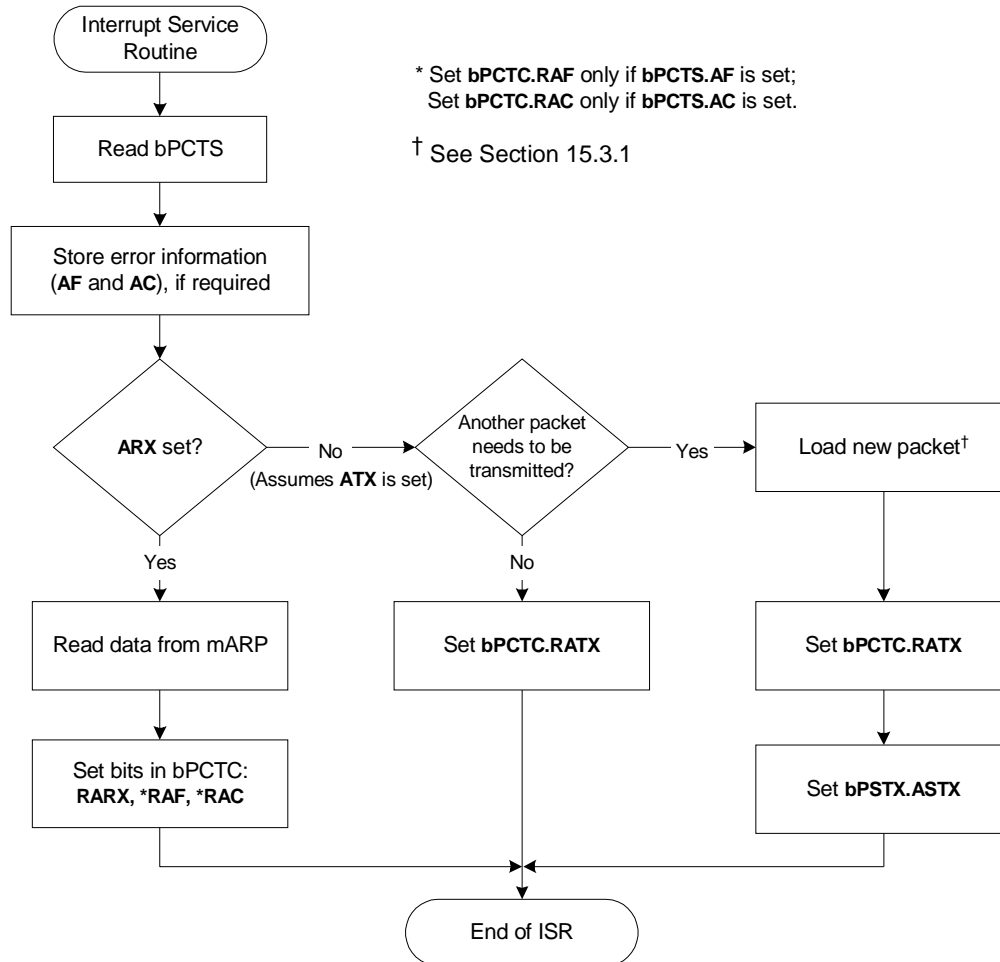 Interrupt Service
Routine
* Set bPCTC.RAF only if bPCTS.AF is set;
Set bPCTC.RAC only if bPCTS.AC is set.
† See Section 15.3.1
Read bPCTS
Store error information
(AF and AC), if required
ARX set?
No
(Assumes ATX is set)
Another packet
needs to be
transmitted?
Yes
Load new packet†
Yes
No
Read data from mARP
Set bPCTC.RATX
Set bPCTC.RATX
Set bits in bPCTC:
RARX, *RAF, *RAC
Set bPSTX.ASTX
End of ISR